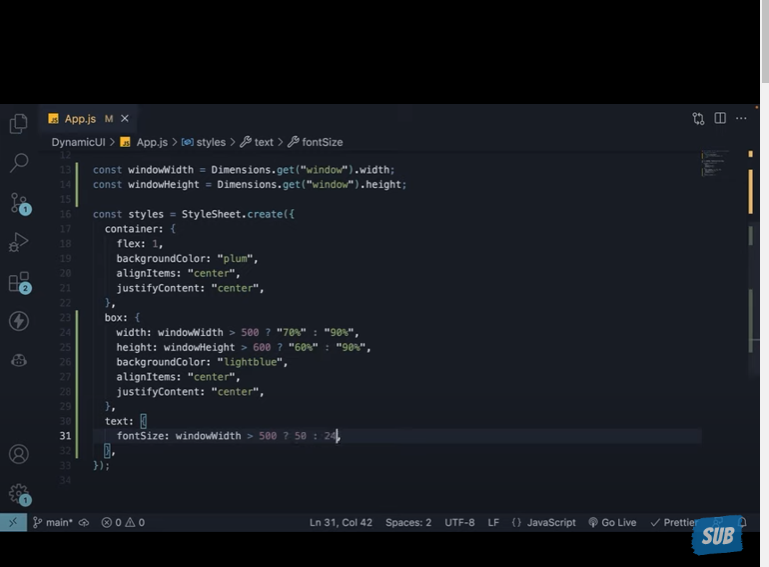 App.js M
DynamicUI > App.js > styles > text > fontSize
12
13 const windowWidth = Dimensions.get("window").width;
14 const windowHeight = Dimensions.get("window").height;
15
16 const styles = StyleSheet.create({
17 container: {
18 flex: 1,
19 backgroundColor: "plum",
20 alignItems: "center",
21 justifyContent: "center",
22 },
23 box: {
24 width: windowWidth > 500 ? "70%" : "90%",
25 height: windowHeight > 600 ? "60%" : "90%",
26 backgroundColor: "lightblue",
27 alignItems: "center",
28 justifyContent: "center",
29 },
30 text: {
31 fontSize: windowWidth > 500 ? 50 : 24,
32 },
33 });
34
1
2
1
main* 0 0 Ln 31, Col 42 Spaces: 2 UTF-8 LF {} JavaScript Go Live Prettier
SUB